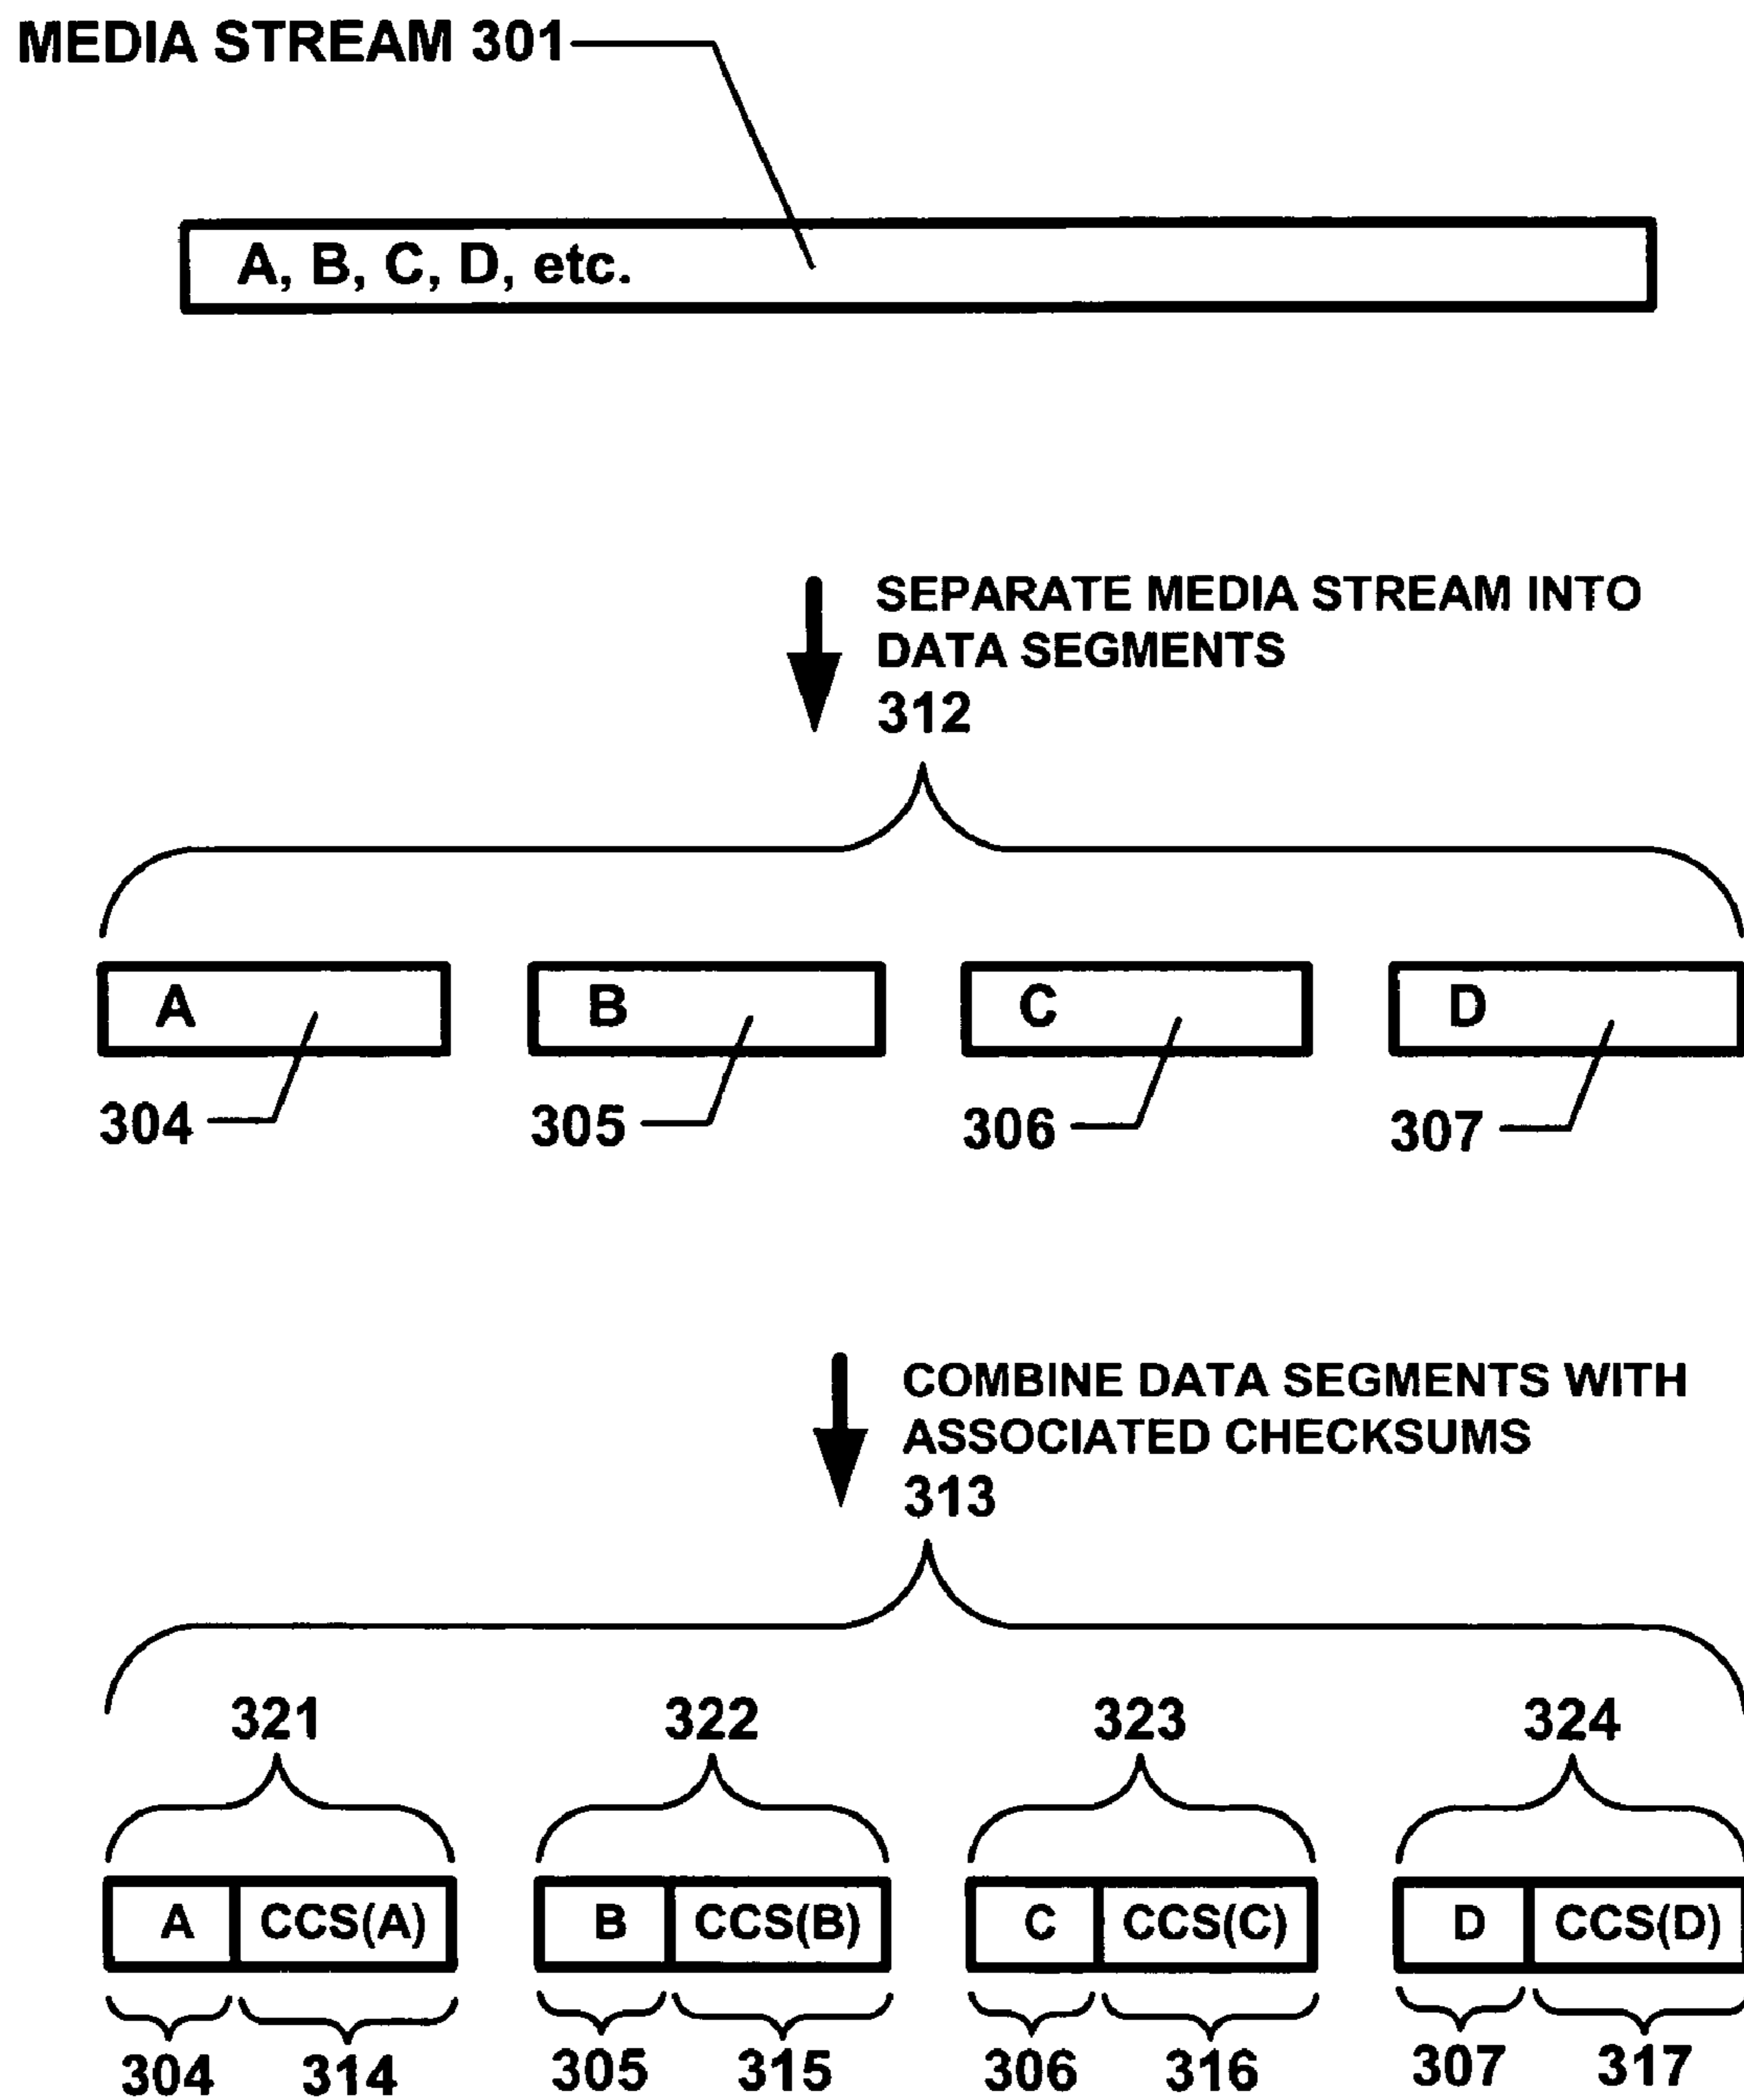 MEDIA STREAM 301
A, B, C, D, etc.
SEPARATE MEDIA STREAM INTO
DATA SEGMENTS
312
A B C D
304 305 306 307
COMBINE DATA SEGMENTS WITH
ASSOCIATED CHECKSUMS
313
321 322 323 324
A CCS(A) B CCS(B) C CCS(C) D CCS(D)
304 314 305 315 306 316 307 317